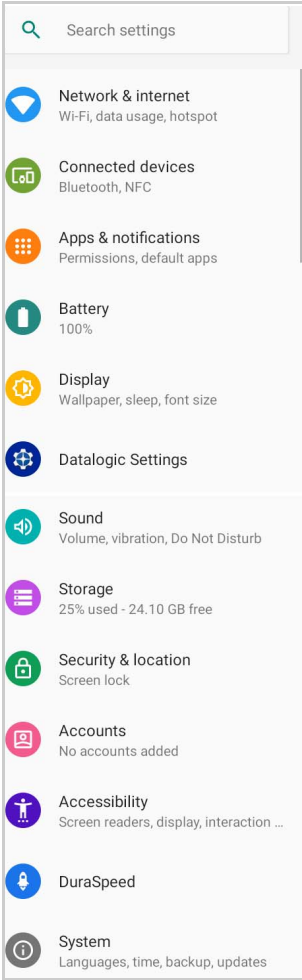 Search settings
Network & internet
Wi-Fi, data usage, hotspot
Connected devices
Bluetooth, NFC
Apps & notifications
Permissions, default apps
Battery
100%
Display
Wallpaper, sleep, font size
Datalogic Settings
Sound
Volume, vibration, Do Not Disturb
Storage
25% used - 24.10 GB free
Security & location
Screen lock
Accounts
No accounts added
Accessibility
Screen readers, display, interaction ...
DuraSpeed
System
Languages, time, backup, updates